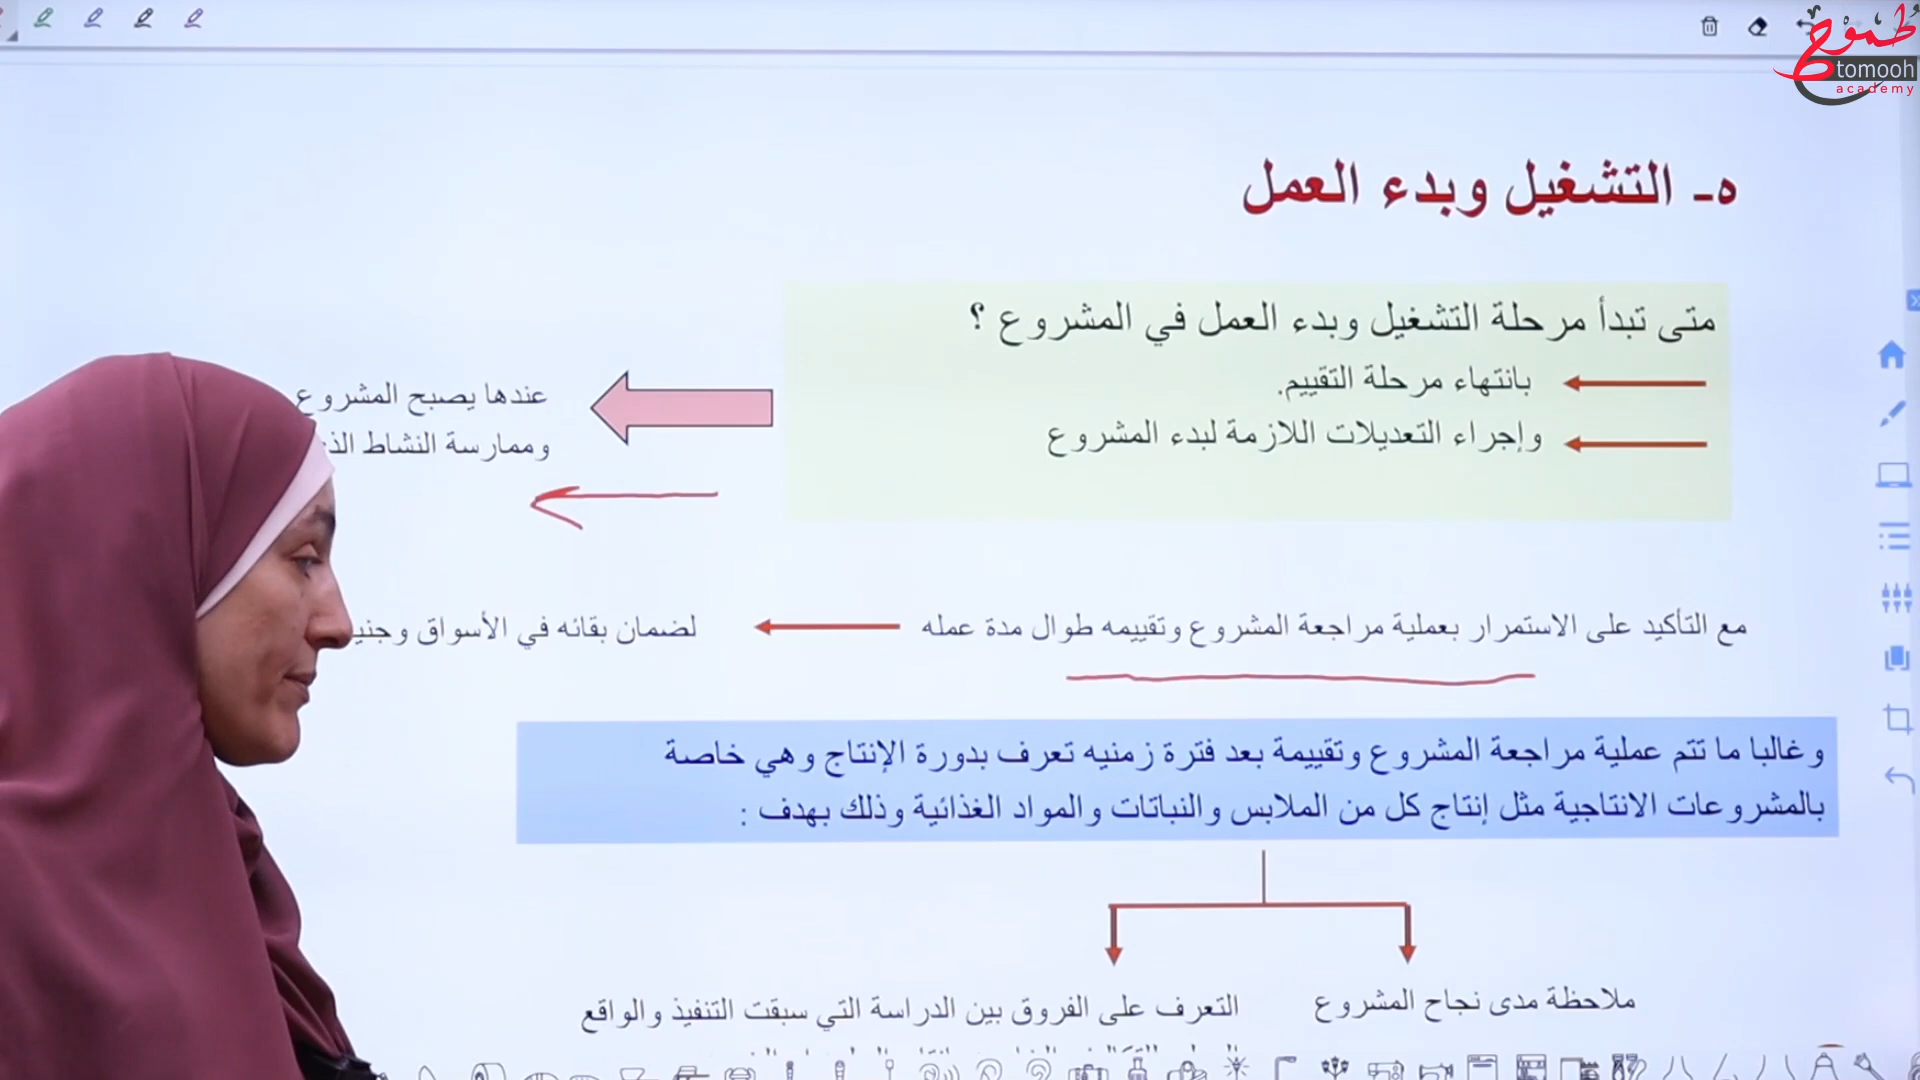 طموح
tomooh
academy
٥- التشغيل وبدء العمل
متى تبدأ مرحلة التشغيل وبدء العمل في المشروع ؟
بانتهاء مرحلة التقييم.
وإجراء التعديلات اللازمة لبدء المشروع
عندها يصبح المشروع
وممارسة النشاط
مع التأكيد على الاستمرار بعملية مراجعة المشروع وتقييمه طوال مدة عمله
لضمان بقائه في الأسواق
وغالبا ما تتم عملية مراجعة المشروع وتقييمة بعد فترة زمنيه تعرف بدورة الإنتاج وهي خاصة
بالمشروعات الانتاجية مثل إنتاج كل من الملابس والنباتات والمواد الغذائية وذلك بهدف :
ملاحظة مدى نجاح المشروع
التعرف على الفروق بين الدراسة التي سبقت التنفيذ والواقع